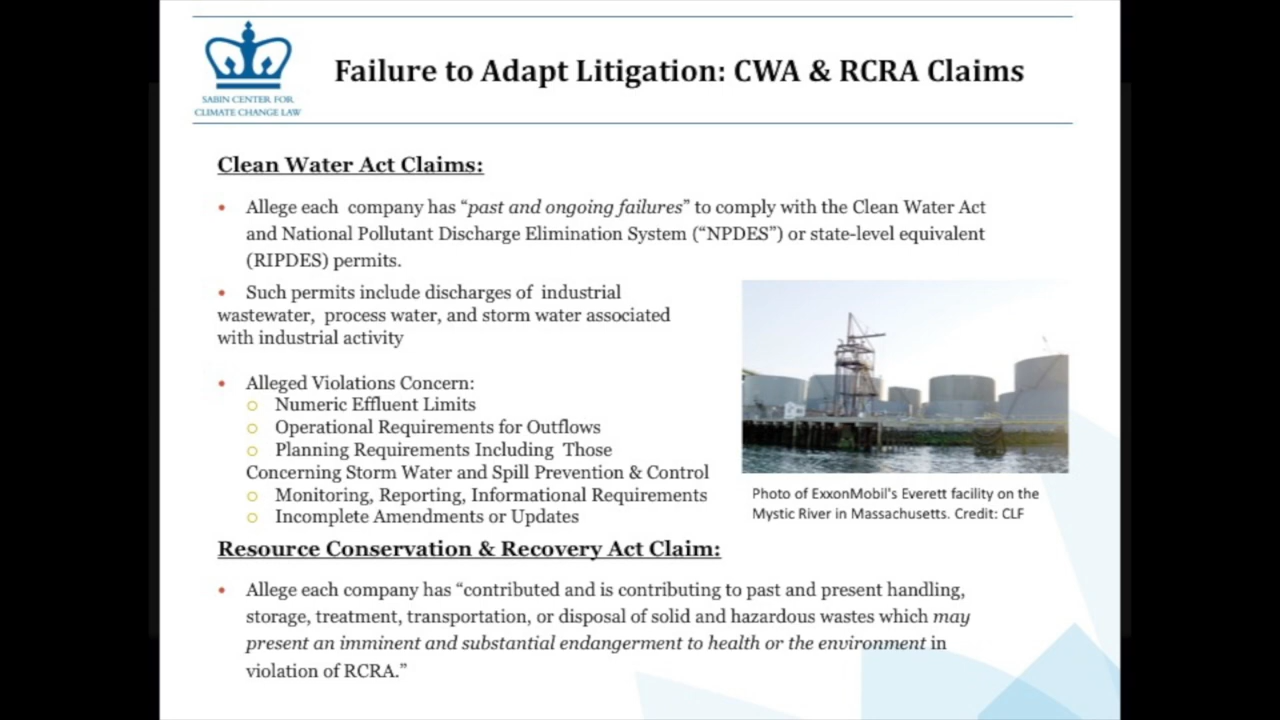 SABIN CENTER FOR
CLIMATE CHANGE LAW
Failure to Adapt Litigation: CWA & RCRA Claims
Clean Water Act Claims:
• Allege each company has “past and ongoing failures” to comply with the Clean Water Act
and National Pollutant Discharge Elimination System (“NPDES”) or state-level equivalent
(RIPDES) permits.
• Such permits include discharges of industrial
wastewater, process water, and storm water associated
with industrial activity
• Alleged Violations Concern:
o Numeric Effluent Limits
o Operational Requirements for Outflows
o Planning Requirements Including Those
Concerning Storm Water and Spill Prevention & Control
o Monitoring, Reporting, Informational Requirements
o Incomplete Amendments or Updates
Photo of ExxonMobil's Everett facility on the
Mystic River in Massachusetts. Credit: CLF
Resource Conservation & Recovery Act Claim:
• Allege each company has “contributed and is contributing to past and present handling,
storage, treatment, transportation, or disposal of solid and hazardous wastes which may
present an imminent and substantial endangerment to health or the environment in
violation of RCRA.”